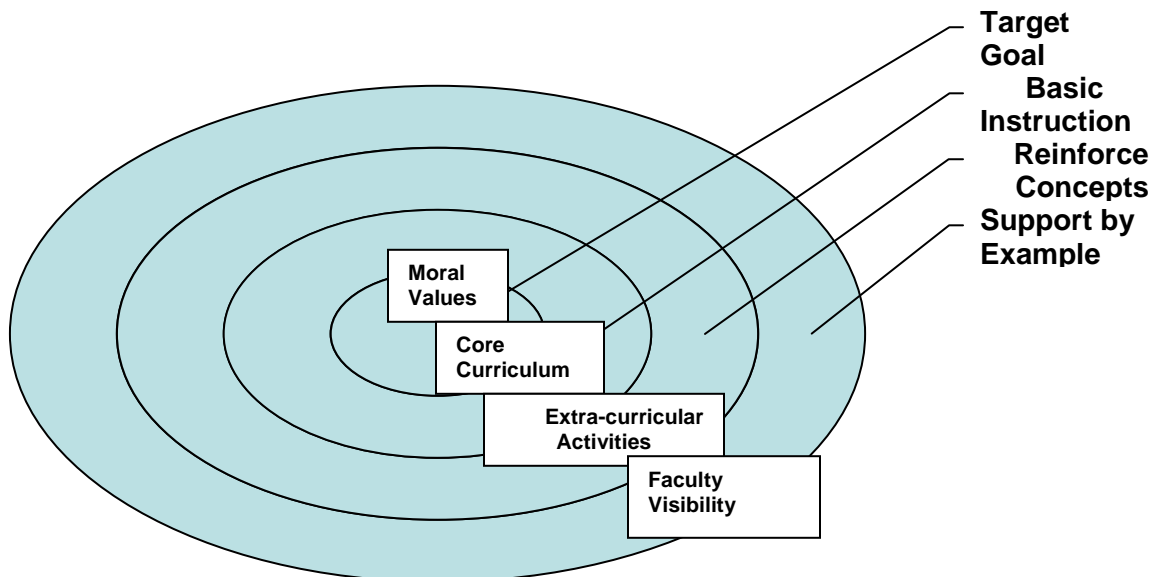 Target
Goal
Basic
Instruction
Reinforce
Concepts
Support by
Example
Moral
Values
Core
Curriculum
Extra-curricular
Activities
Faculty
Visibility